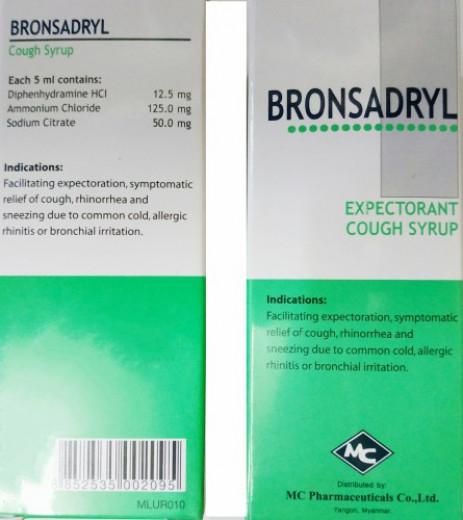 BRONSADRYL
Cough Syrup
Each 5 ml contains:
Diphenhydramine HCl 12.5 mg
Ammonium Chloride 125.0 mg
Sodium Citrate 50.0 mg
Indications:
Facilitating expectoration, symptomatic
relief of cough, rhinorrhea and
sneezing due to common cold, allergic
rhinitis or bronchial irritation.
8 852535 002095
MLUR010
BRONSADRYL
EXPECTORANT
COUGH SYRUP
Indications:
Facilitating expectoration, symptomatic
relief of cough, rhinorrhea and
sneezing due to common cold, allergic
rhinitis or bronchial irritation.
MC
Distributed by:
MC Pharmaceuticals Co.,Ltd.
Yangon, Myanmar.